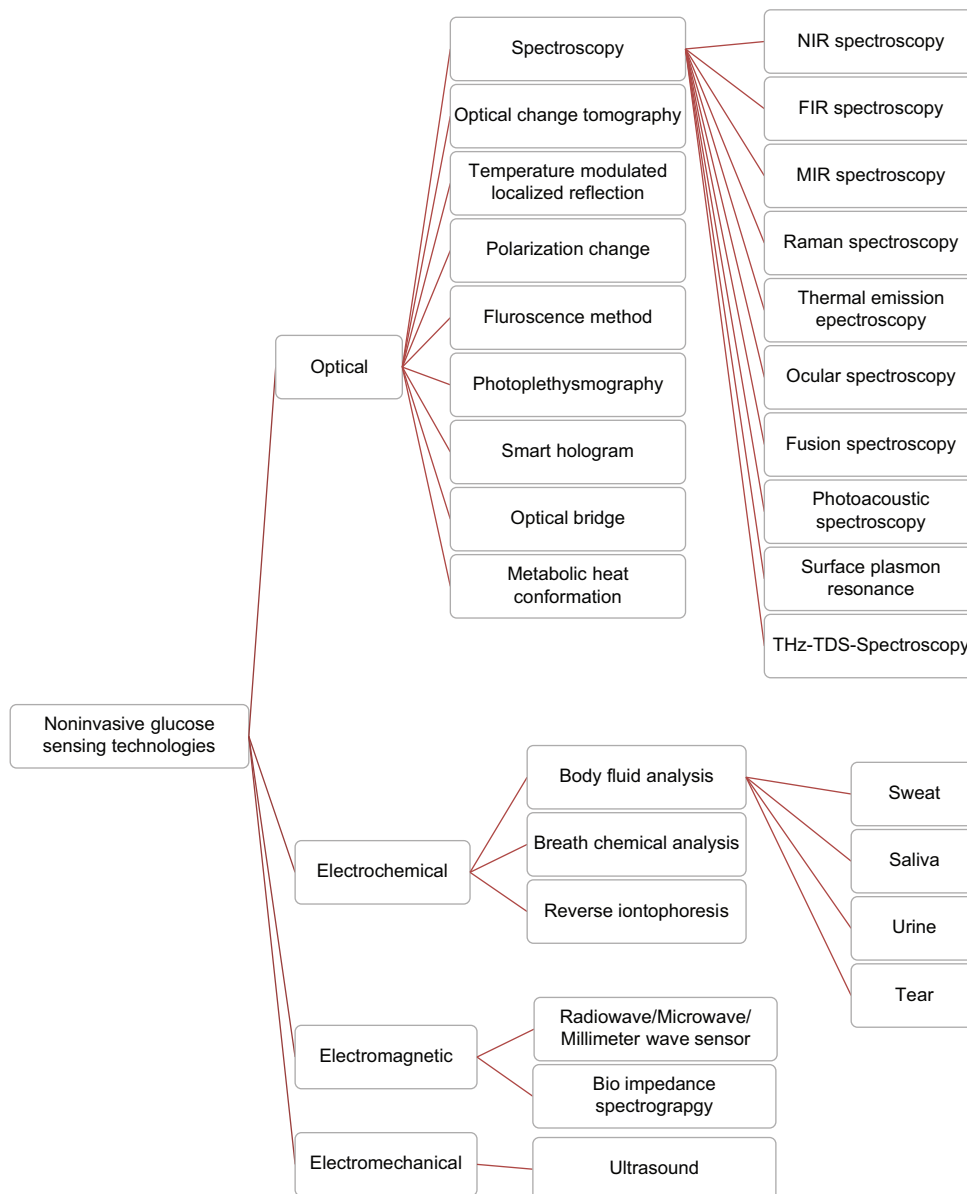 Noninvasive glucose
sensing technologies
Optical
Spectroscopy
NIR spectroscopy
FIR spectroscopy
MIR spectroscopy
Raman spectroscopy
Thermal emission
epectroscopy
Ocular spectroscopy
Fusion spectroscopy
Photoacoustic
spectroscopy
Surface plasmon
resonance
THz-TDS-Spectroscopy
Optical change tomography
Temperature modulated
localized reflection
Polarization change
Fluroscence method
Photoplethysmography
Smart hologram
Optical bridge
Metabolic heat
conformation
Electrochemical
Body fluid analysis
Sweat
Saliva
Urine
Tear
Breath chemical analysis
Reverse iontophoresis
Electromagnetic
Radiowave/Microwave/
Millimeter wave sensor
Bio impedance
spectrograpgy
Electromechanical
Ultrasound